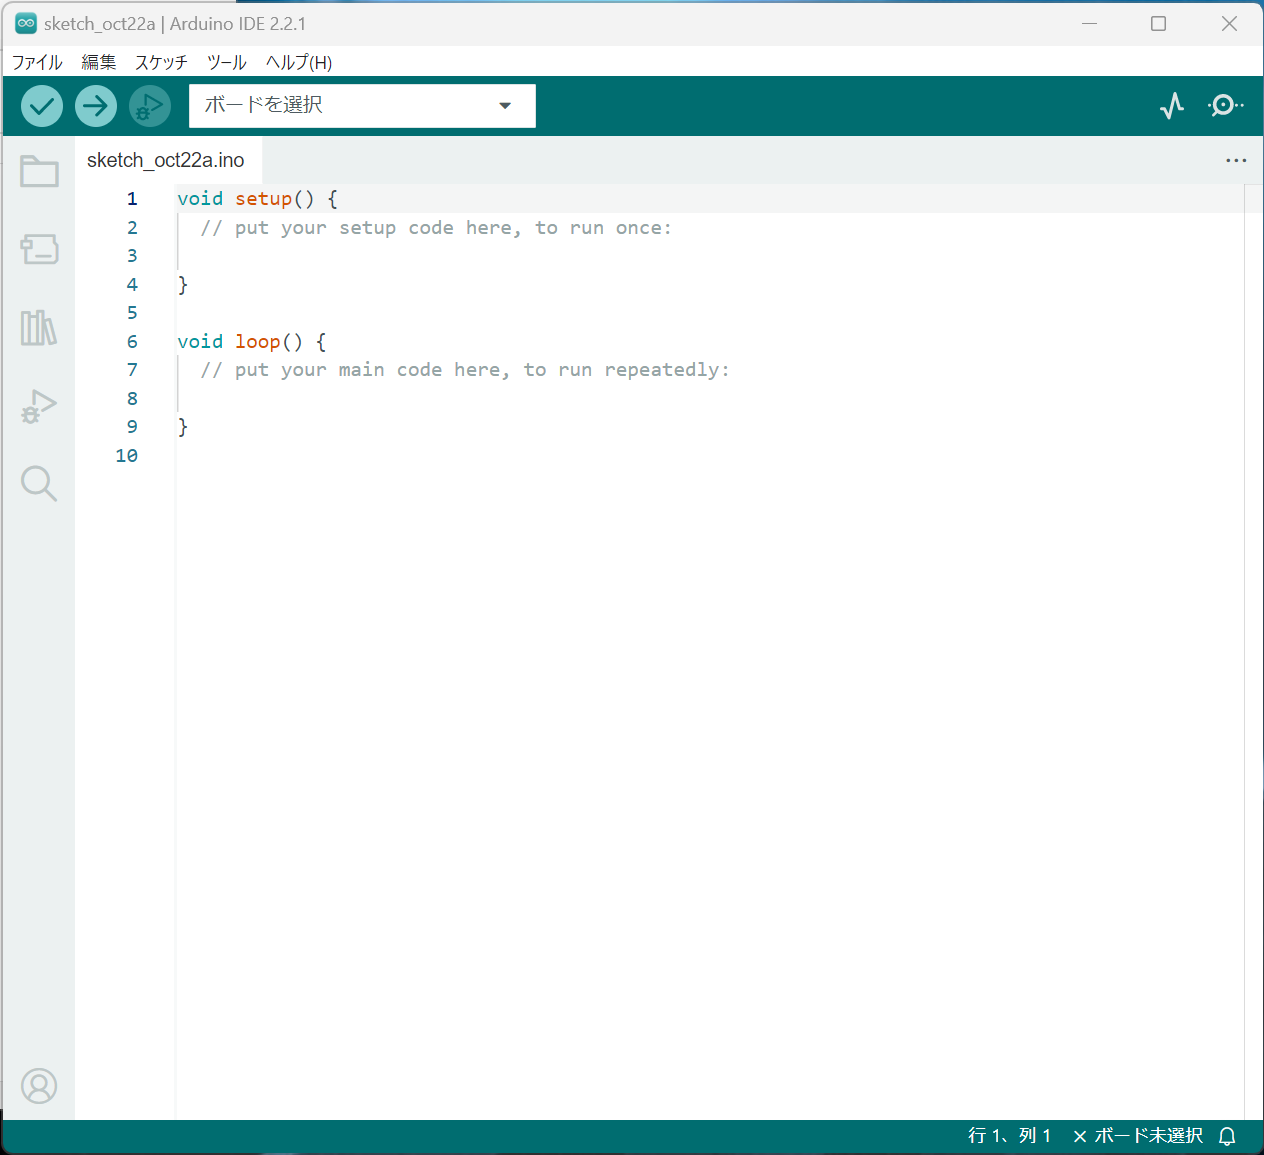 sketch_oct22a | Arduino IDE 2.2.1
ファイル 編集 スケッチ ツール ヘルプ(H)
ボードを選択
sketch_oct22a.ino
1 void setup() {
2 // put your setup code here, to run once:
3
4 }
5
6 void loop() {
7 // put your main code here, to run repeatedly:
8
9 }
10
行 1、列 1 × ボード未選択